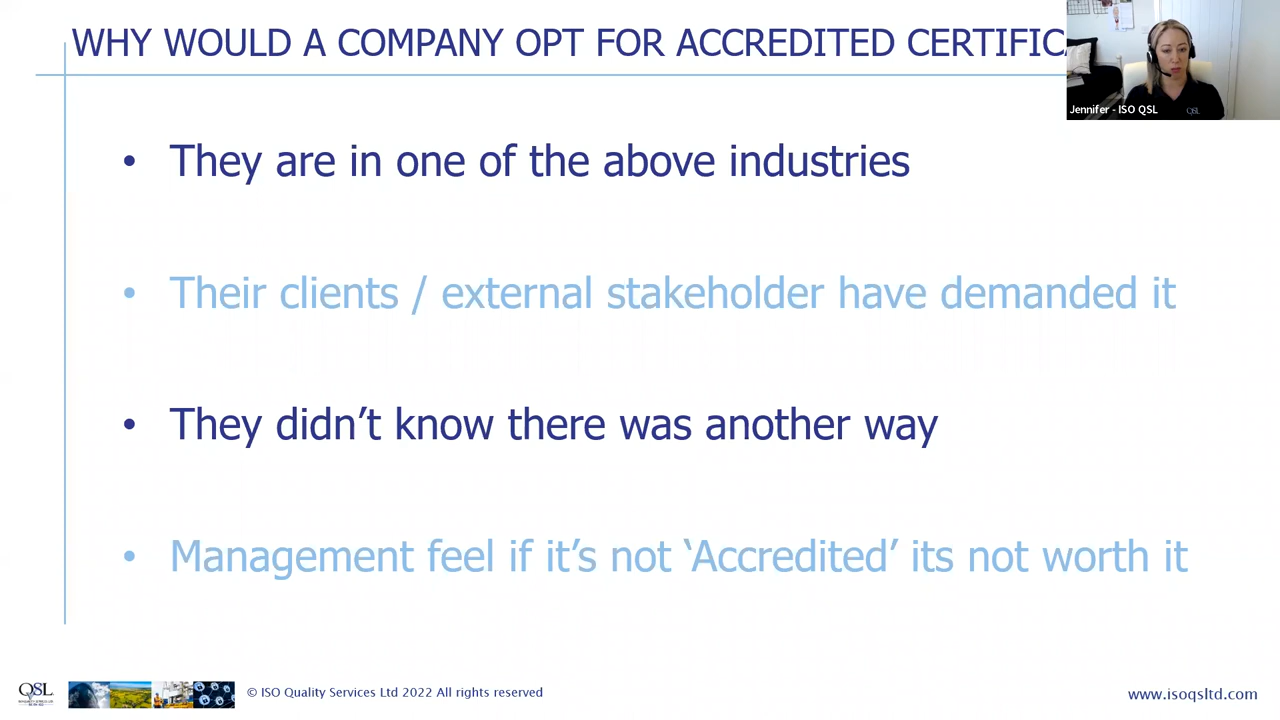 WHY WOULD A COMPANY OPT FOR ACCREDITED CERTIFICA
Jennifer - ISO QSL
QSL
• They are in one of the above industries
• Their clients / external stakeholder have demanded it
• They didn’t know there was another way
• Management feel if it’s not ‘Accredited’ its not worth it
QSL
© ISO Quality Services Ltd 2022 All rights reserved
www.isoqsltd.com